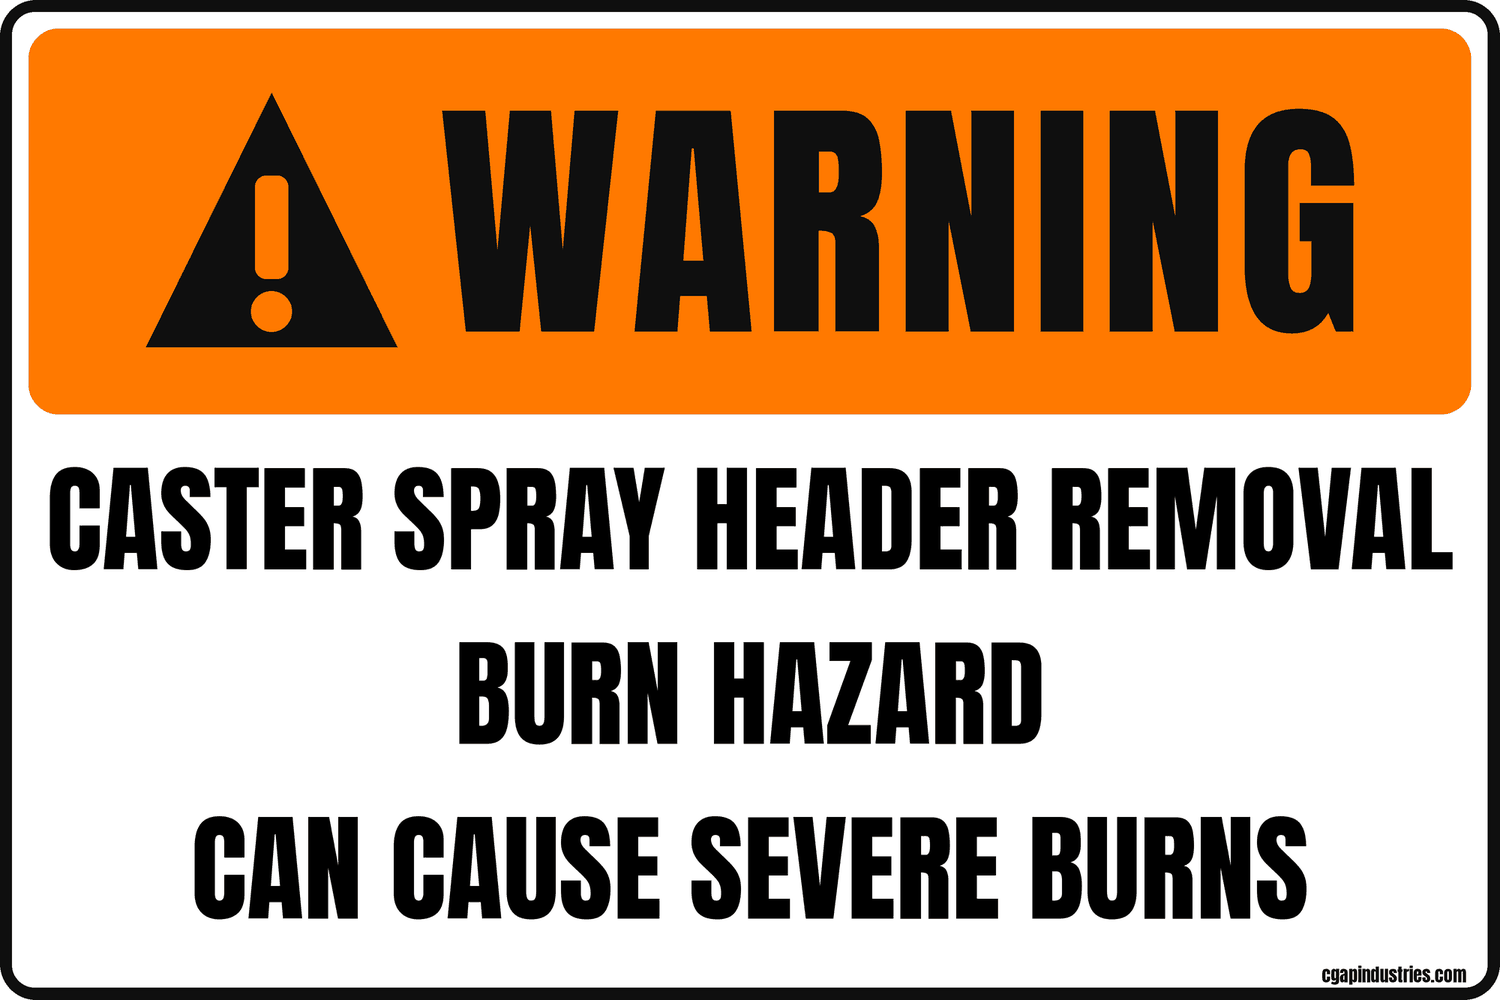 WARNING
CASTER SPRAY HEADER REMOVAL
BURN HAZARD
CAN CAUSE SEVERE BURNS
cgapindustries.com